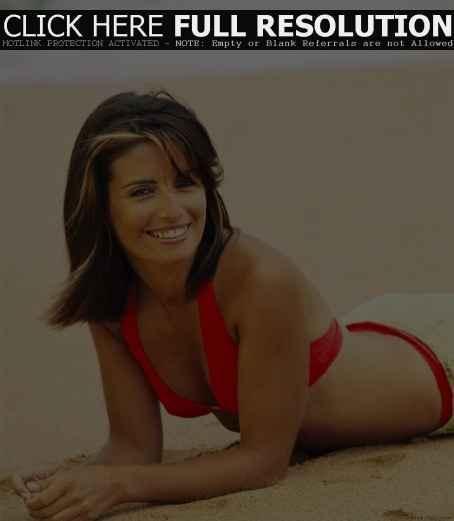 CLICK HERE FULL RESOLUTION
HOTLINK PROTECTION ACTIVATED - NOTE: Empty or Blank Referrals are not Allowed